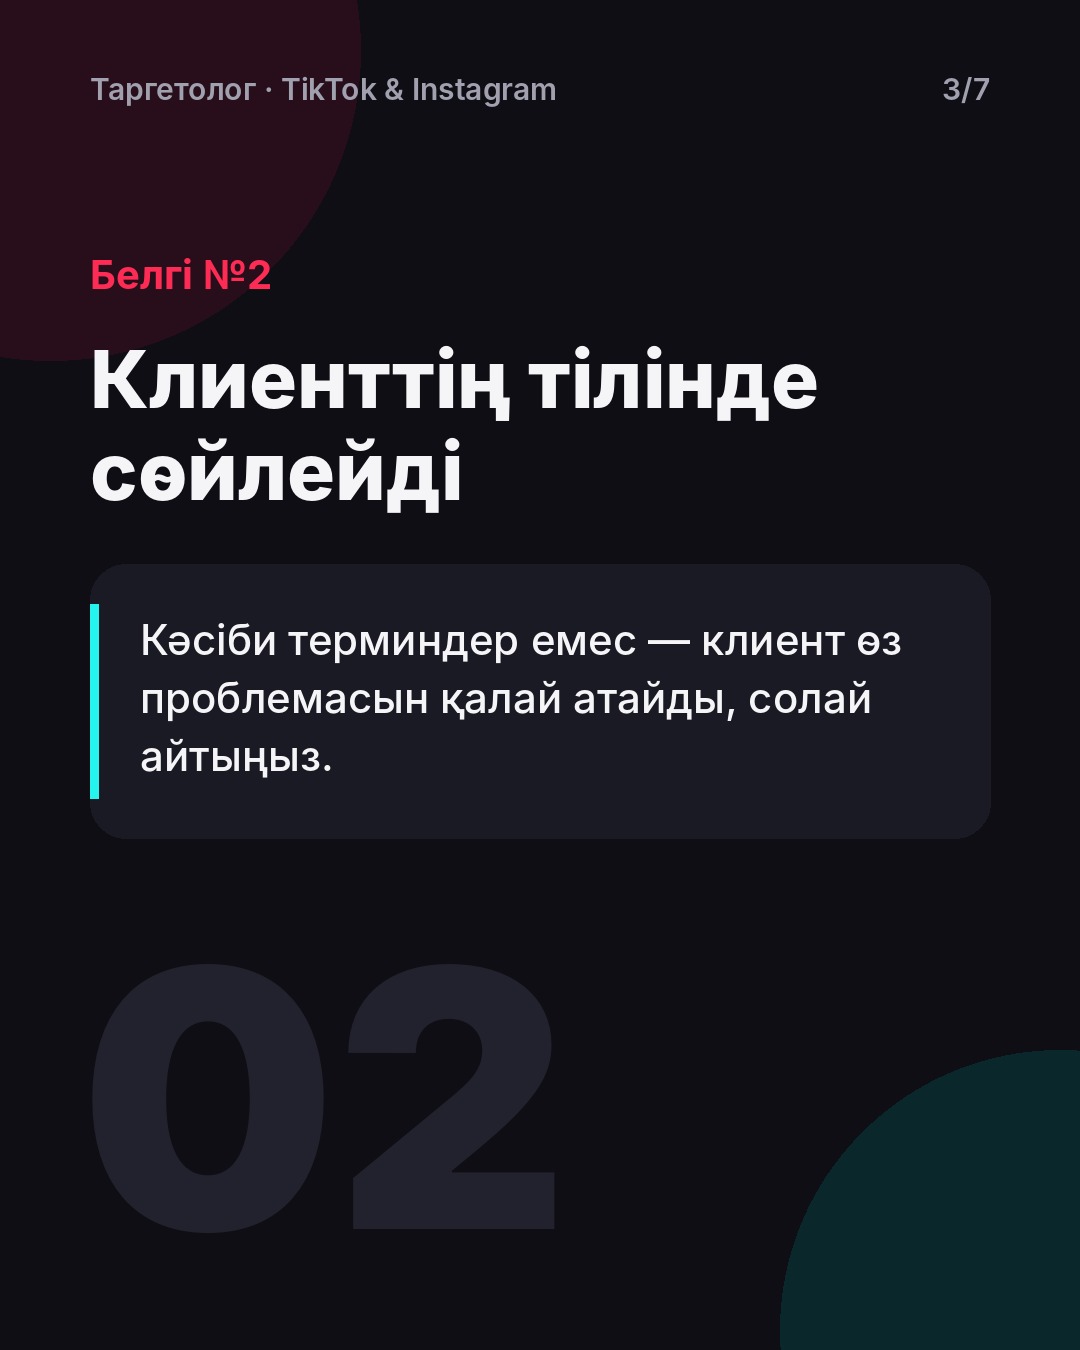 Таргетолог · TikTok & Instagram
3/7
Белгі №2
Клиенттің тілінде
сөйлейді
Кәсіби терминдер емес — клиент өз
проблемасын қалай атайды, солай
айтыңыз.
02